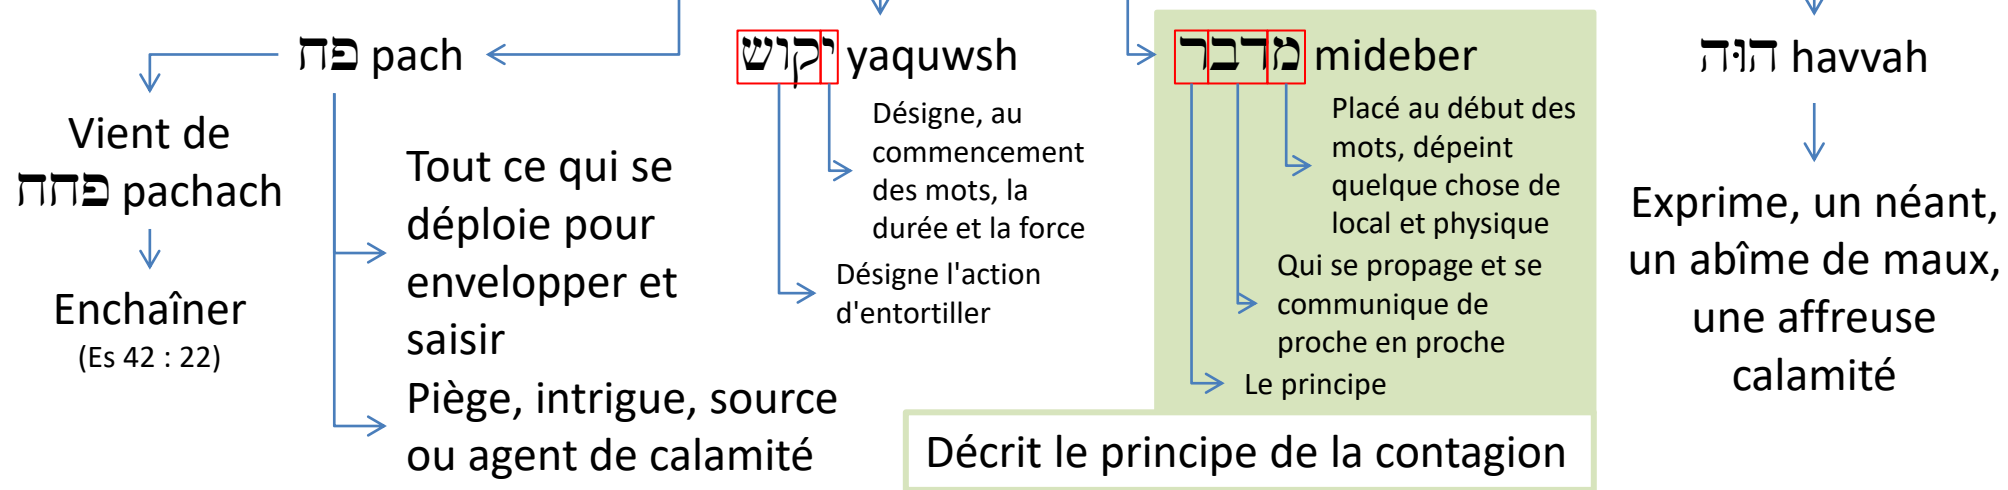 פח pach
Vient de
פחח pachach
Enchaîner
(Es 42 : 22)
Tout ce qui se
déploie pour
envelopper et
saisir
Piège, intrigue, source
ou agent de calamité
יקוש yaquwsh
Désigne, au
commencement
des mots, la
durée et la force
Désigne l'action
d'entortiller
מדבר mideber
Placé au début des
mots, dépeint
quelque chose de
local et physique
Qui se propage et se
communique de
proche en proche
Le principe
Décrit le principe de la contagion
הוּה havvah
Exprime, un néant,
un abîme de maux,
une affreuse
calamité